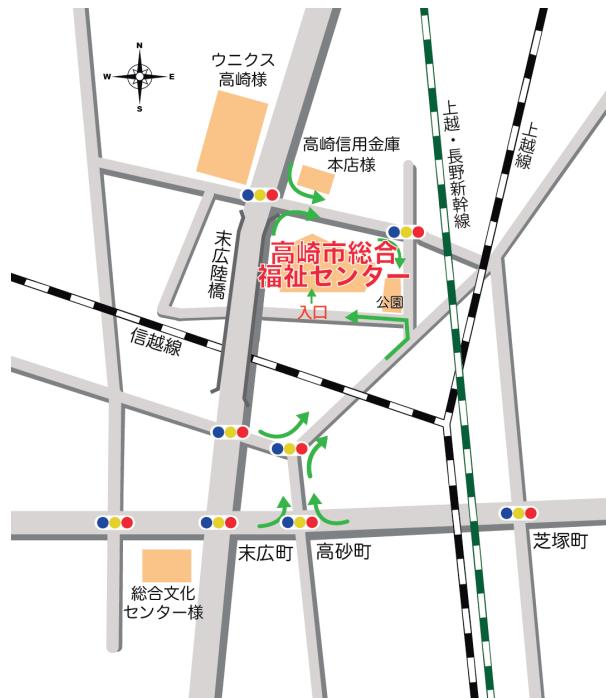 N
W
E
S
ウニクス
高崎様
高崎信用金庫
本店様
上越・長野新幹線
上越線
末広陸橋
高崎市総合
福祉センター
公園
入口
信越線
末広町
高砂町
芝塚町
総合文化
センター様